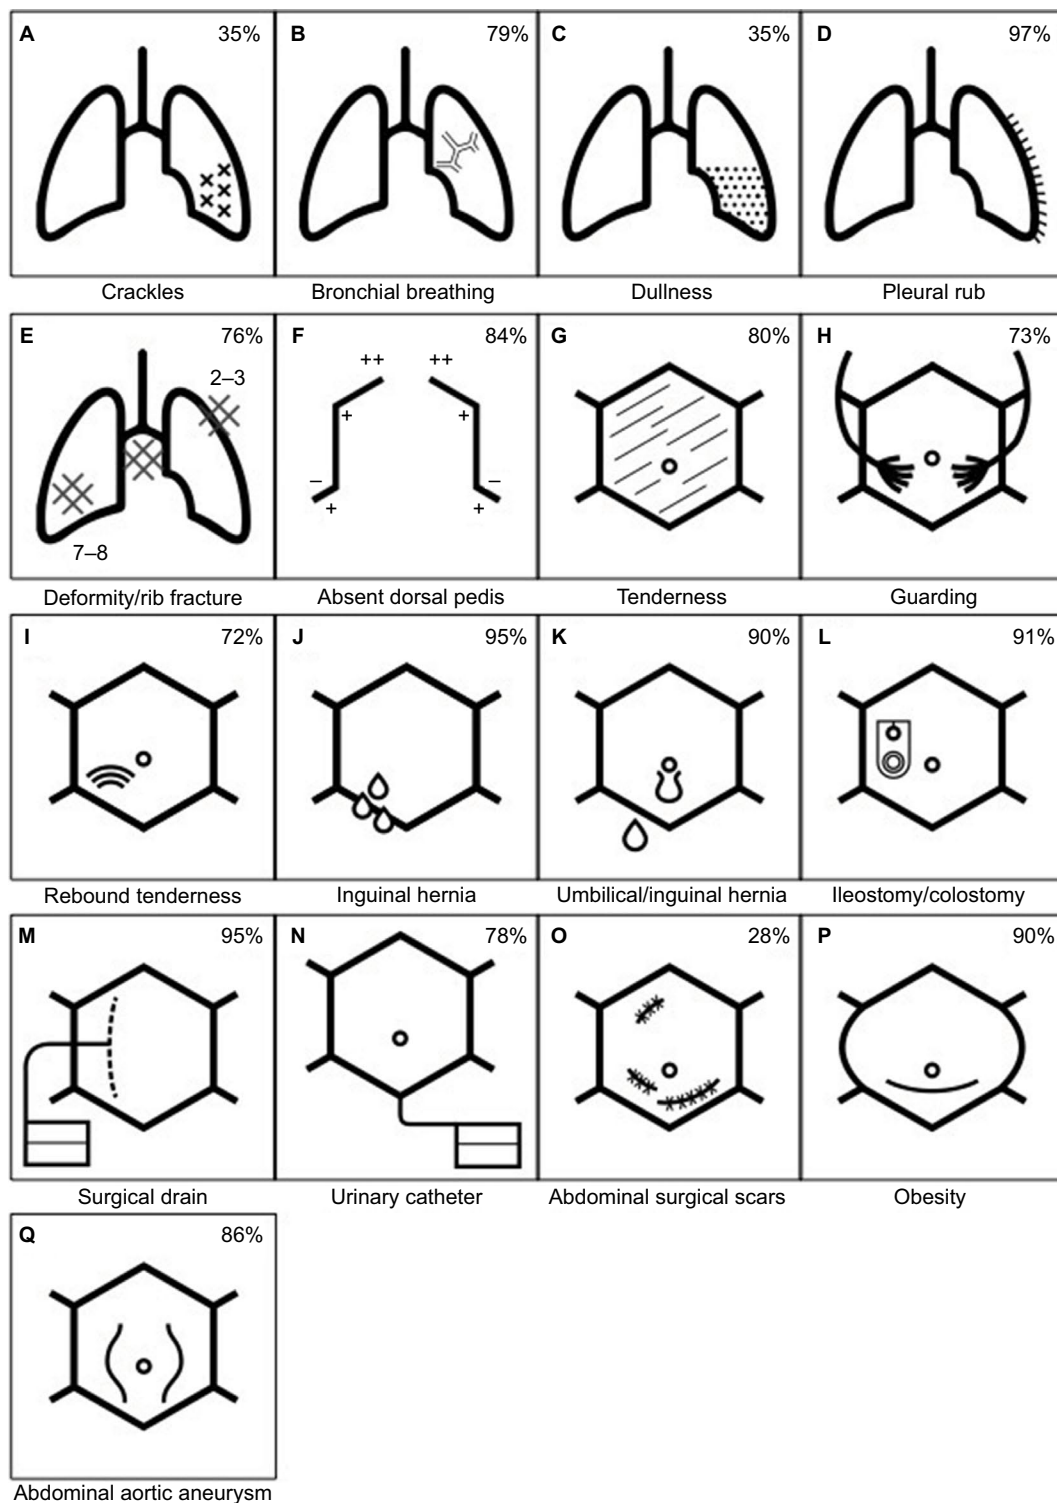 A 35% B 79% C 35% D 97%
Crackles Bronchial breathing Dullness Pleural rub
E 76% F 84% G 80% H 73%
2–3 ++ ++
+ +
– –
+ +
7–8
Deformity/rib fracture Absent dorsal pedis Tenderness Guarding
I 72% J 95% K 90% L 91%
Rebound tenderness Inguinal hernia Umbilical/inguinal hernia Ileostomy/colostomy
M 95% N 78% O 28% P 90%
Surgical drain Urinary catheter Abdominal surgical scars Obesity
Q 86%
Abdominal aortic aneurysm